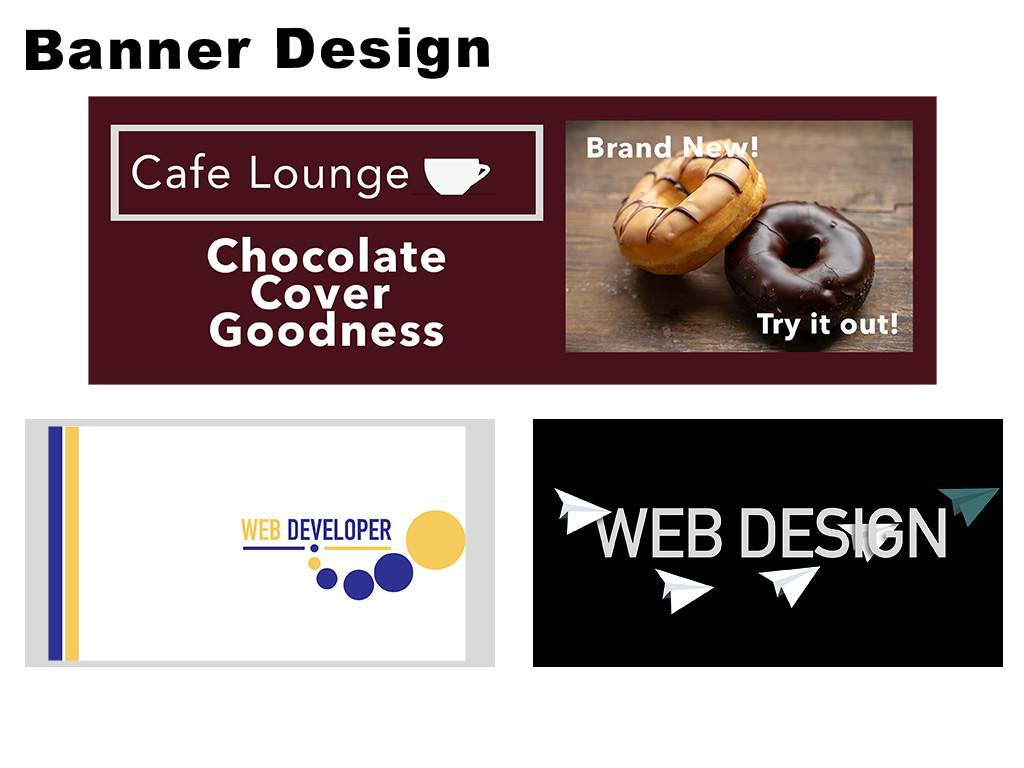 Banner Design
Cafe Lounge
Chocolate
Cover
Goodness
Brand New!
Try it out!
WEB DEVELOPER
WEB DESIGN